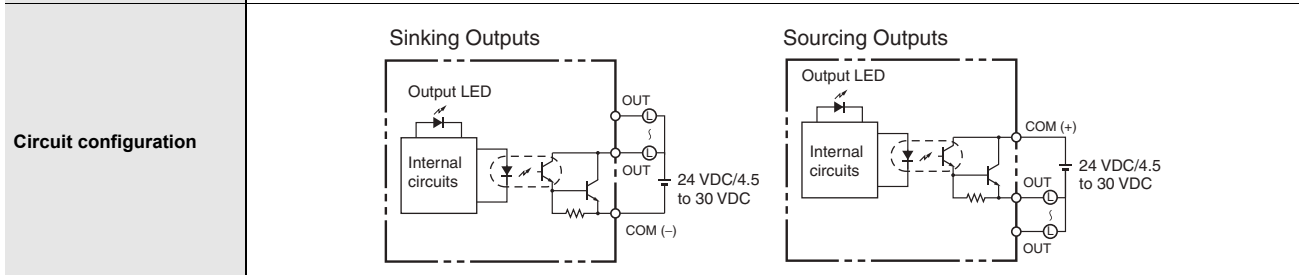 Circuit configuration
Sinking Outputs
Output LED
Internal
circuits
OUT
L
L
OUT
24 VDC/4.5
to 30 VDC
COM (–)
Sourcing Outputs
Output LED
Internal
circuits
COM (+)
24 VDC/4.5
to 30 VDC
OUT
L
L
OUT